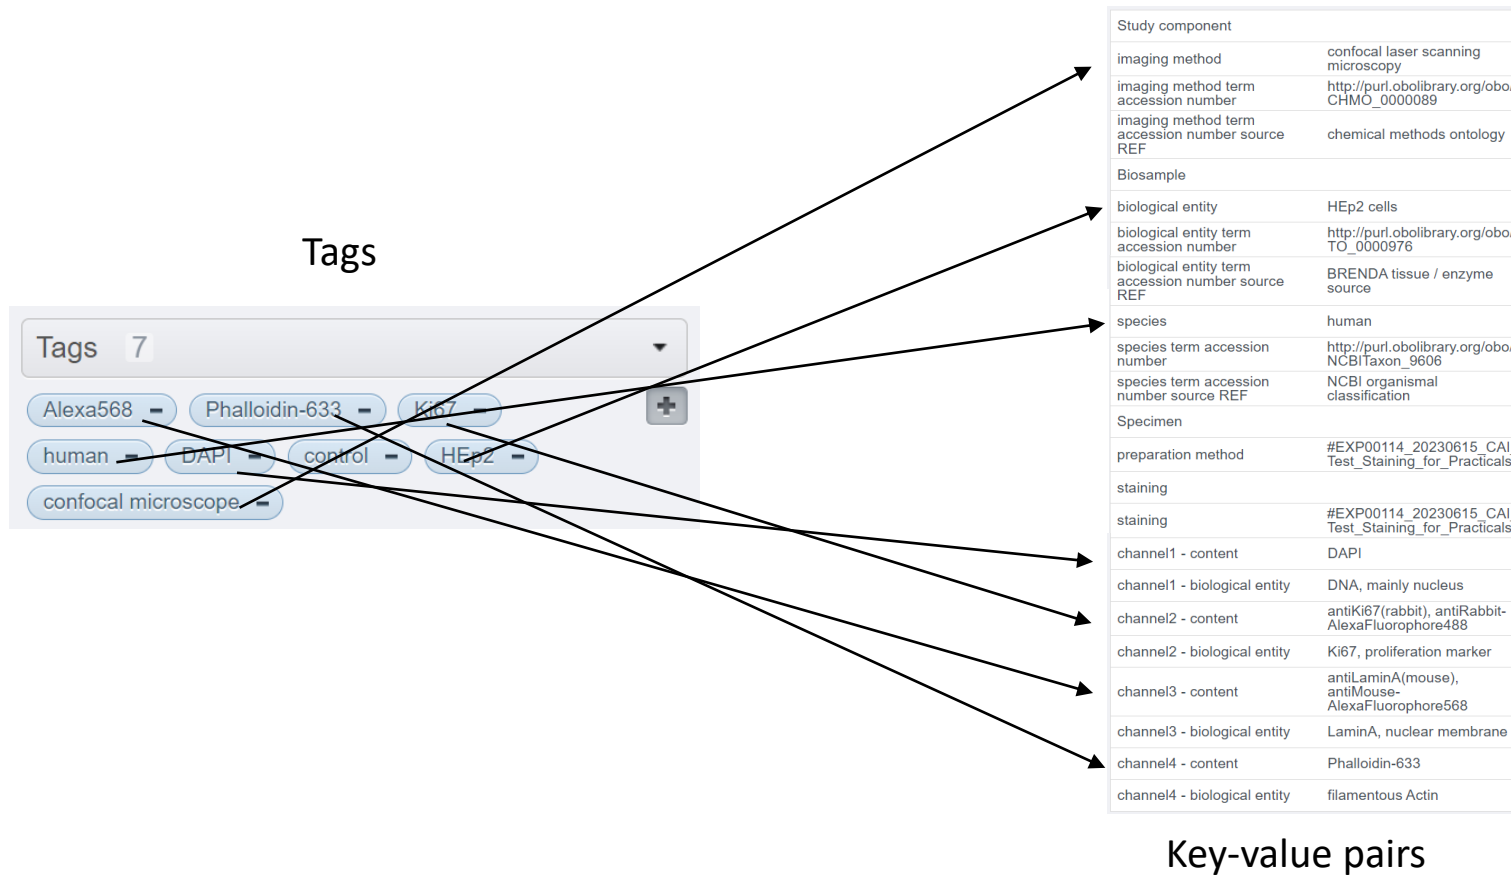 Tags
Tags 7
Alexa568 –
Phalloidin-633 –
Ki67 –
human –
DAPI –
control –
HEp2 –
confocal microscope –
+
Study component
imaging method
confocal laser scanning
microscopy
imaging method term
accession number
http://purl.obolibrary.org/obo/
CHMO_0000089
imaging method term
accession number source
REF
chemical methods ontology
Biosample
biological entity
HEp2 cells
biological entity term
accession number
http://purl.obolibrary.org/obo/
TO_0000976
biological entity term
accession number source
REF
BRENDA tissue / enzyme
source
species
human
species term accession
number
http://purl.obolibrary.org/obo/
NCBITaxon_9606
species term accession
number source REF
NCBI organismal
classification
Specimen
preparation method
#EXP00114_20230615_CAI
Test_Staining_for_Practicals
staining
staining
#EXP00114_20230615_CAI
Test_Staining_for_Practicals
channel1 - content
DAPI
channel1 - biological entity
DNA, mainly nucleus
channel2 - content
antiKi67(rabbit), antiRabbit-
AlexaFluorophore488
channel2 - biological entity
Ki67, proliferation marker
channel3 - content
antiLaminA(mouse),
antiMouse-
AlexaFluorophore568
channel3 - biological entity
LaminA, nuclear membrane
channel4 - content
Phalloidin-633
channel4 - biological entity
filamentous Actin
Key-value pairs